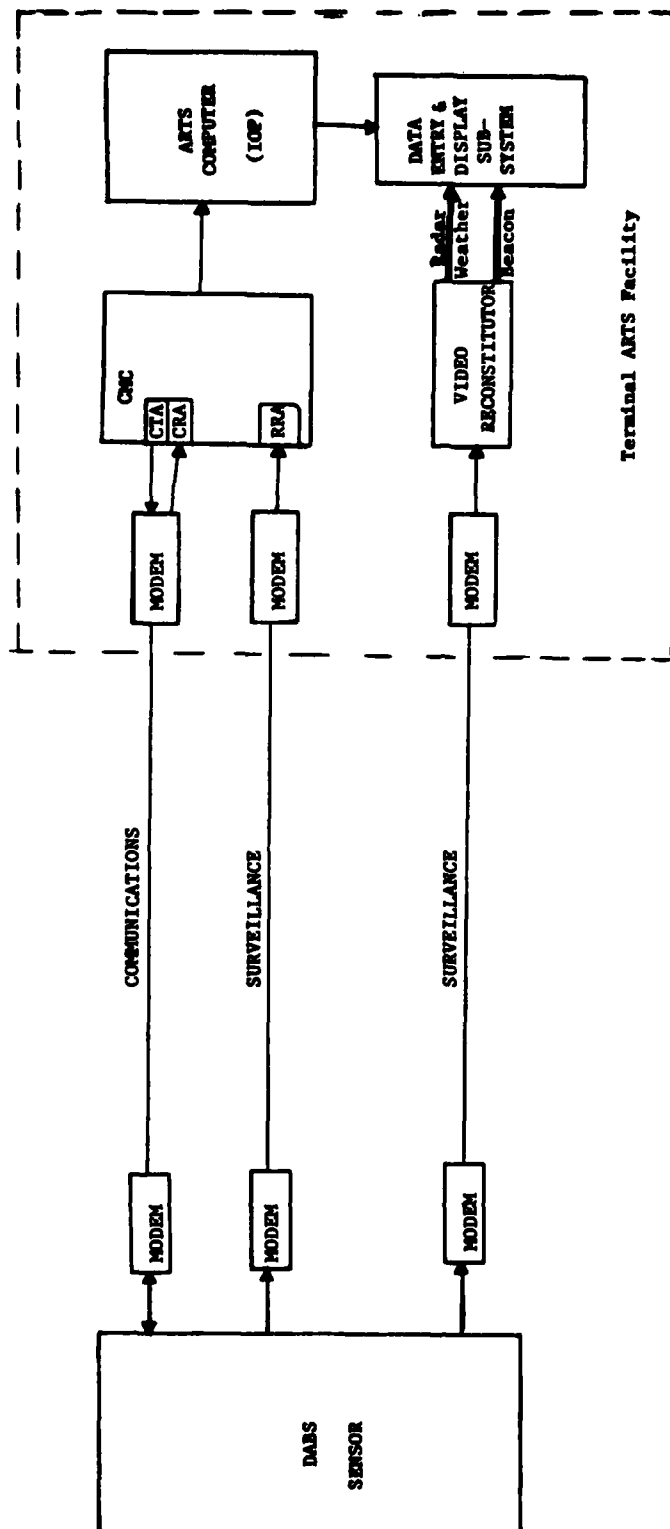 DABS
SENSOR
MODEM
MODEM
MODEM
COMMUNICATIONS
SURVEILLANCE
SURVEILLANCE
MODEM
MODEM
MODEM
CMC
CTA
CRA
RRA
ARTS
COMPUTER
(IOP)
VIDEO
RECONSTITUTOR
Radar
Weather
Beacon
DATA
ENTRY &
DISPLAY
SUB-
SYSTEM
Terminal ARTS Facility